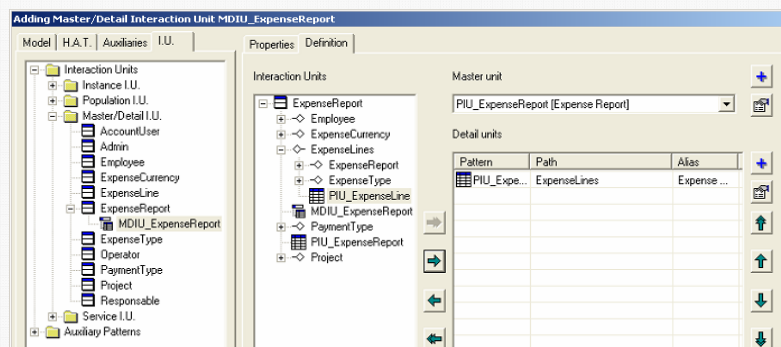 Adding Master/Detail Interaction Unit MDIU_ExpenseReport
Model H.A.T. Auxiliaries I.U.
Interaction Units
Instance I.U.
Population I.U.
Master/Detail I.U.
AccountUser
Admin
Employee
ExpenseCurrency
ExpenseLine
ExpenseReport
MDIU_ExpenseReport
ExpenseType
Operator
PaymentType
Project
Responsable
Service I.U.
Auxiliary Patterns
Properties Definition
Interaction Units
ExpenseReport
Employee
ExpenseCurrency
ExpenseLines
ExpenseReport
ExpenseType
PIU_ExpenseLine
MDIU_ExpenseReport
PaymentType
PIU_ExpenseReport
Project
Master unit
PIU_ExpenseReport [Expense Report]
Detail units
Pattern Path Alias
PIU_Expe... ExpenseLines Expense ...